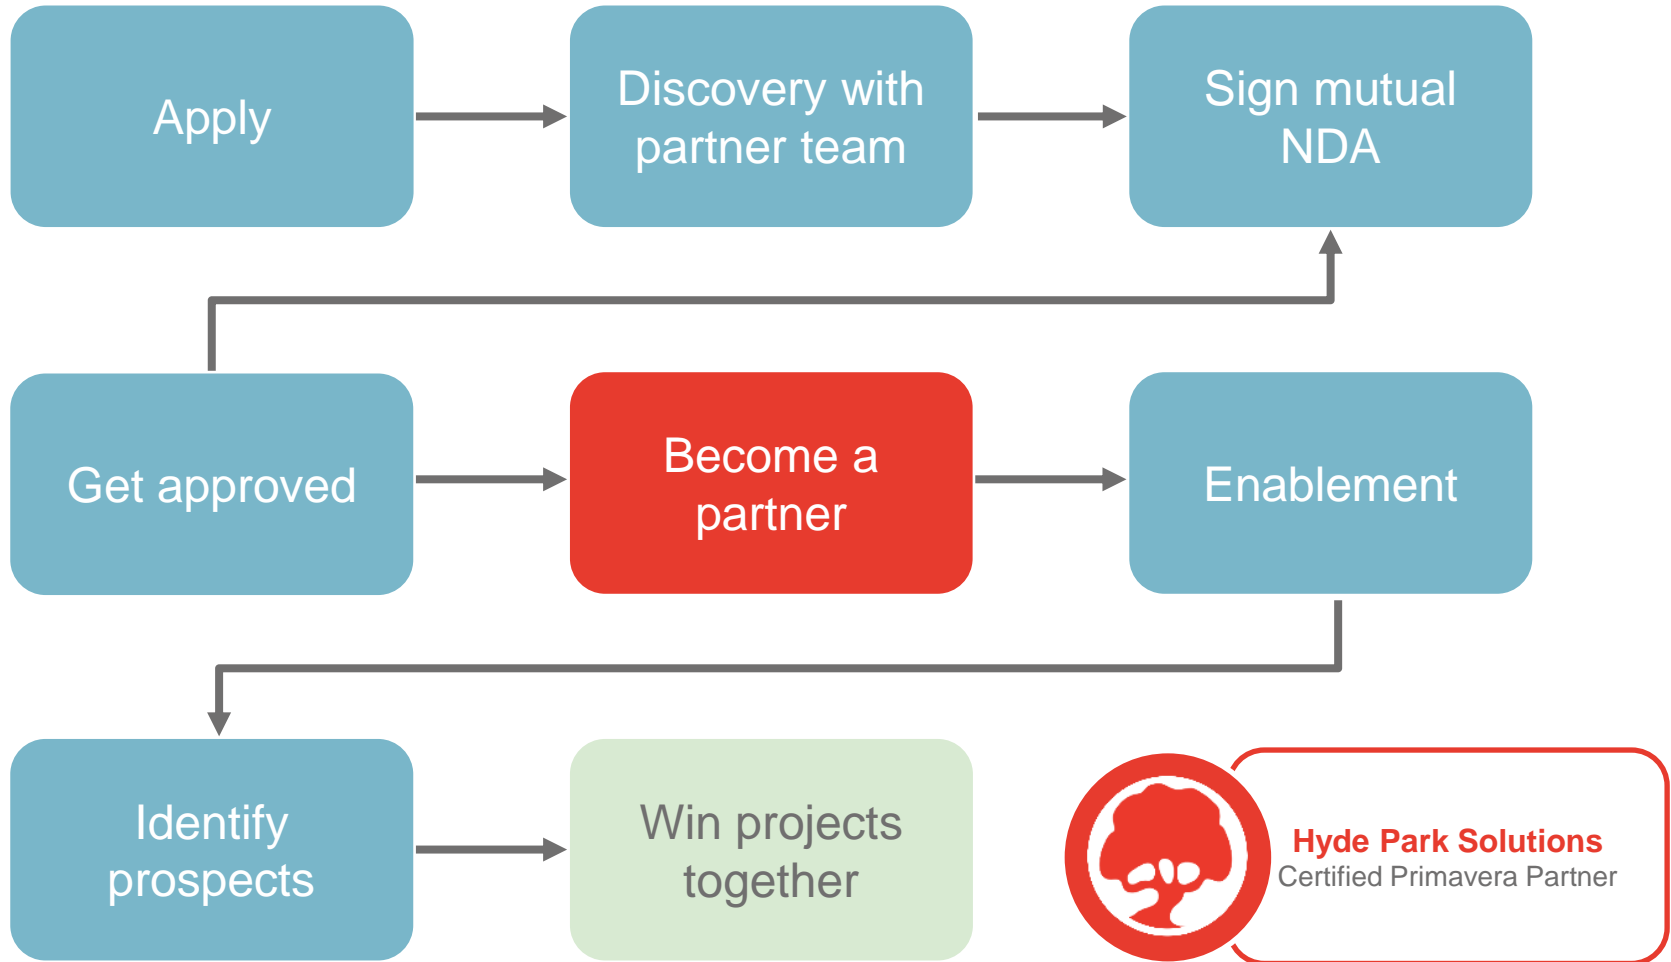 Apply
Discovery with
partner team
Sign mutual
NDA
Get approved
Become a
partner
Enablement
Identify
prospects
Win projects
together
Hyde Park Solutions
Certified Primavera Partner